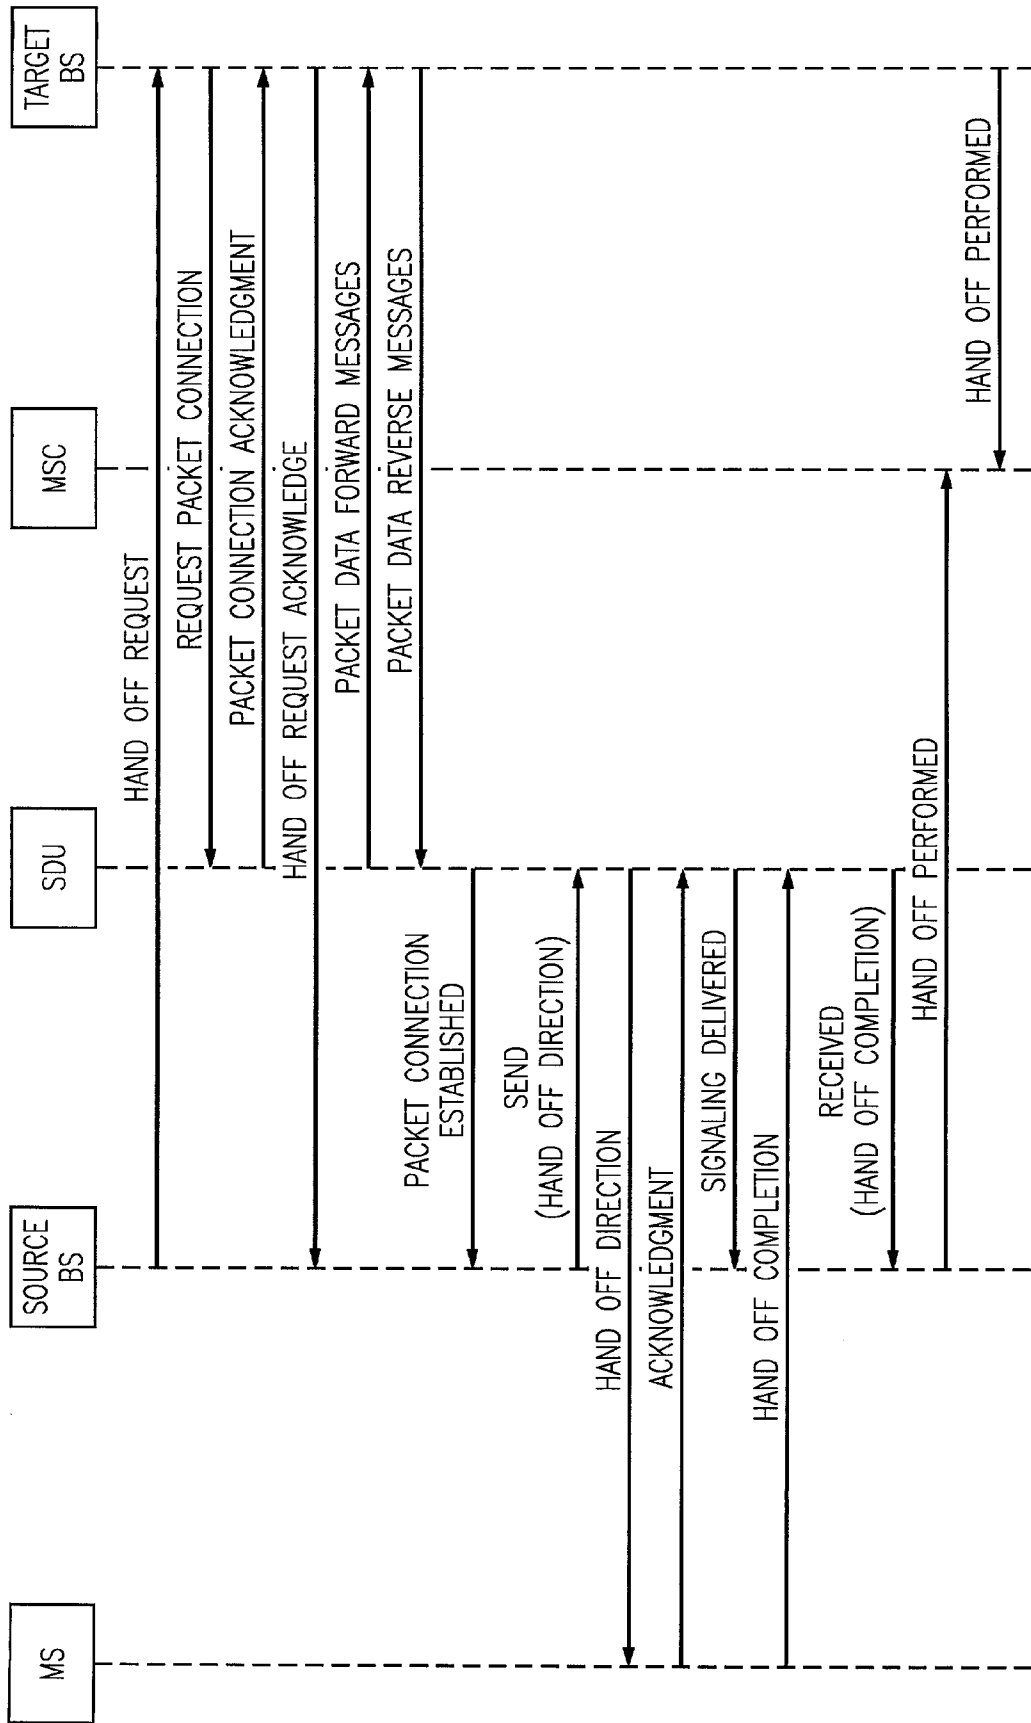 MS
SOURCE
BS
SDU
MSC
TARGET
BS
HAND OFF REQUEST
REQUEST PACKET CONNECTION
PACKET CONNECTION ACKNOWLEDGMENT
HAND OFF REQUEST ACKNOWLEDGE
PACKET DATA FORWARD MESSAGES
PACKET DATA REVERSE MESSAGES
PACKET CONNECTION
ESTABLISHED
SEND
(HAND OFF DIRECTION)
HAND OFF DIRECTION
ACKNOWLEDGMENT
SIGNALING DELIVERED
HAND OFF COMPLETION
RECEIVED
(HAND OFF COMPLETION)
HAND OFF PERFORMED
HAND OFF PERFORMED